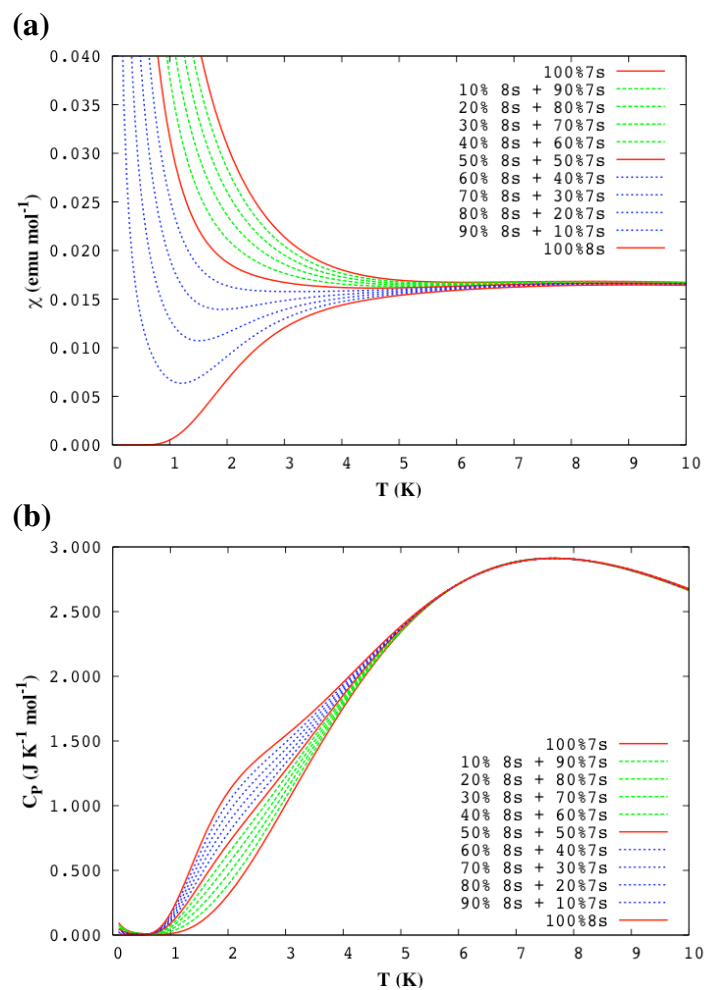 (a)
0.040
0.035
0.030
0.025
0.020
0.015
0.010
0.005
0.000
χ (emu mol⁻¹)
100%7s
10% 8s + 90%7s
20% 8s + 80%7s
30% 8s + 70%7s
40% 8s + 60%7s
50% 8s + 50%7s
60% 8s + 40%7s
70% 8s + 30%7s
80% 8s + 20%7s
90% 8s + 10%7s
100%8s
0 1 2 3 4 5 6 7 8 9 10
T (K)
(b)
3.000
2.500
2.000
1.500
1.000
0.500
0.000
C_P (J K⁻¹ mol⁻¹)
100%7s
10% 8s + 90%7s
20% 8s + 80%7s
30% 8s + 70%7s
40% 8s + 60%7s
50% 8s + 50%7s
60% 8s + 40%7s
70% 8s + 30%7s
80% 8s + 20%7s
90% 8s + 10%7s
100%8s
0 1 2 3 4 5 6 7 8 9 10
T (K)